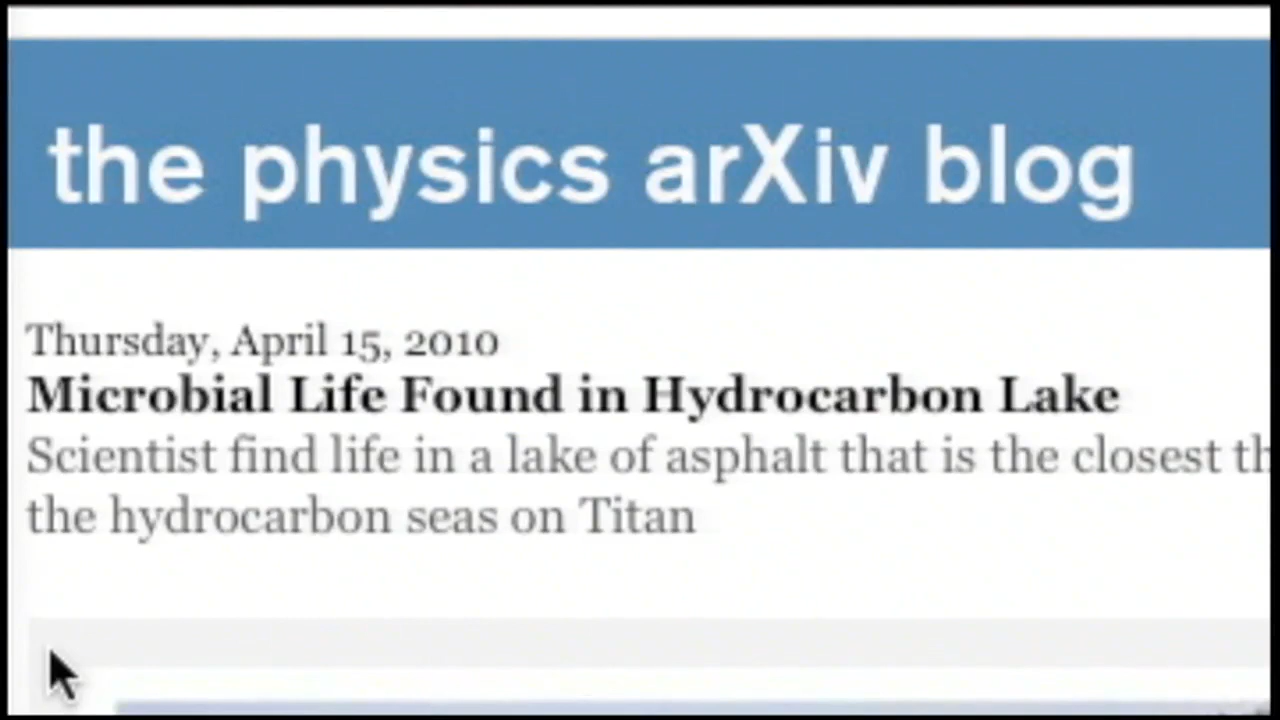 the physics arXiv blog
Thursday, April 15, 2010
Microbial Life Found in Hydrocarbon Lake
Scientist find life in a lake of asphalt that is the closest
the hydrocarbon seas on Titan